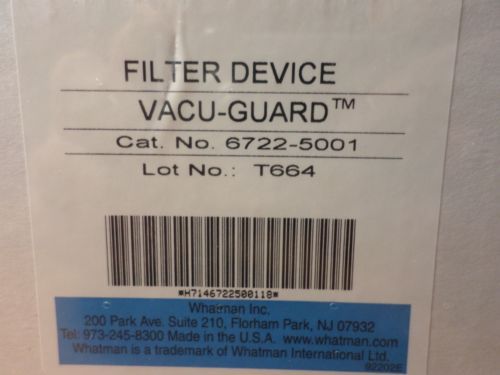 FILTER DEVICE
VACU-GUARD™
Cat. No. 6722-5001
Lot No.: T664
*H7146722500118*
Whatman Inc.
200 Park Ave. Suite 210, Florham Park, NJ 07932
Tel: 973-245-8300 Made in the U.S.A. www.whatman.com
Whatman is a trademark of Whatman International Ltd.
92202E